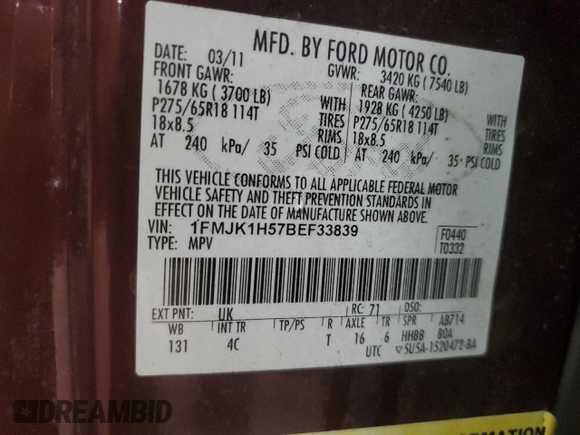 MFD. BY FORD MOTOR CO.
DATE: 03/11 GVWR: 3420 KG (7540 LB)
FRONT GAWR: REAR GAWR:
1678 KG (3700 LB) WITH 1928 KG (4250 LB) WITH
P275/65R18 114T TIRES P275/65R18 114T TIRES
18x8.5 RIMS 18x8.5 RIMS
AT 240 kPa/ 35 PSI COLD AT 240 kPa/ 35 PSI COLD
THIS VEHICLE CONFORMS TO ALL APPLICABLE FEDERAL MOTOR
VEHICLE SAFETY AND THEFT PREVENTION STANDARDS IN
EFFECT ON THE DATE OF MANUFACTURE SHOWN ABOVE.
VIN: 1FMJK1H57BEF33839 F0440
TYPE: MPV T0332
EXT PNT: UK RC: 71 DSO:
WB INT TR TP/PS R AXLE TR SPR AB714
131 4C T 16 6 HHBB BOA
UTC 5U5A-1520472-BA
DREAMBID